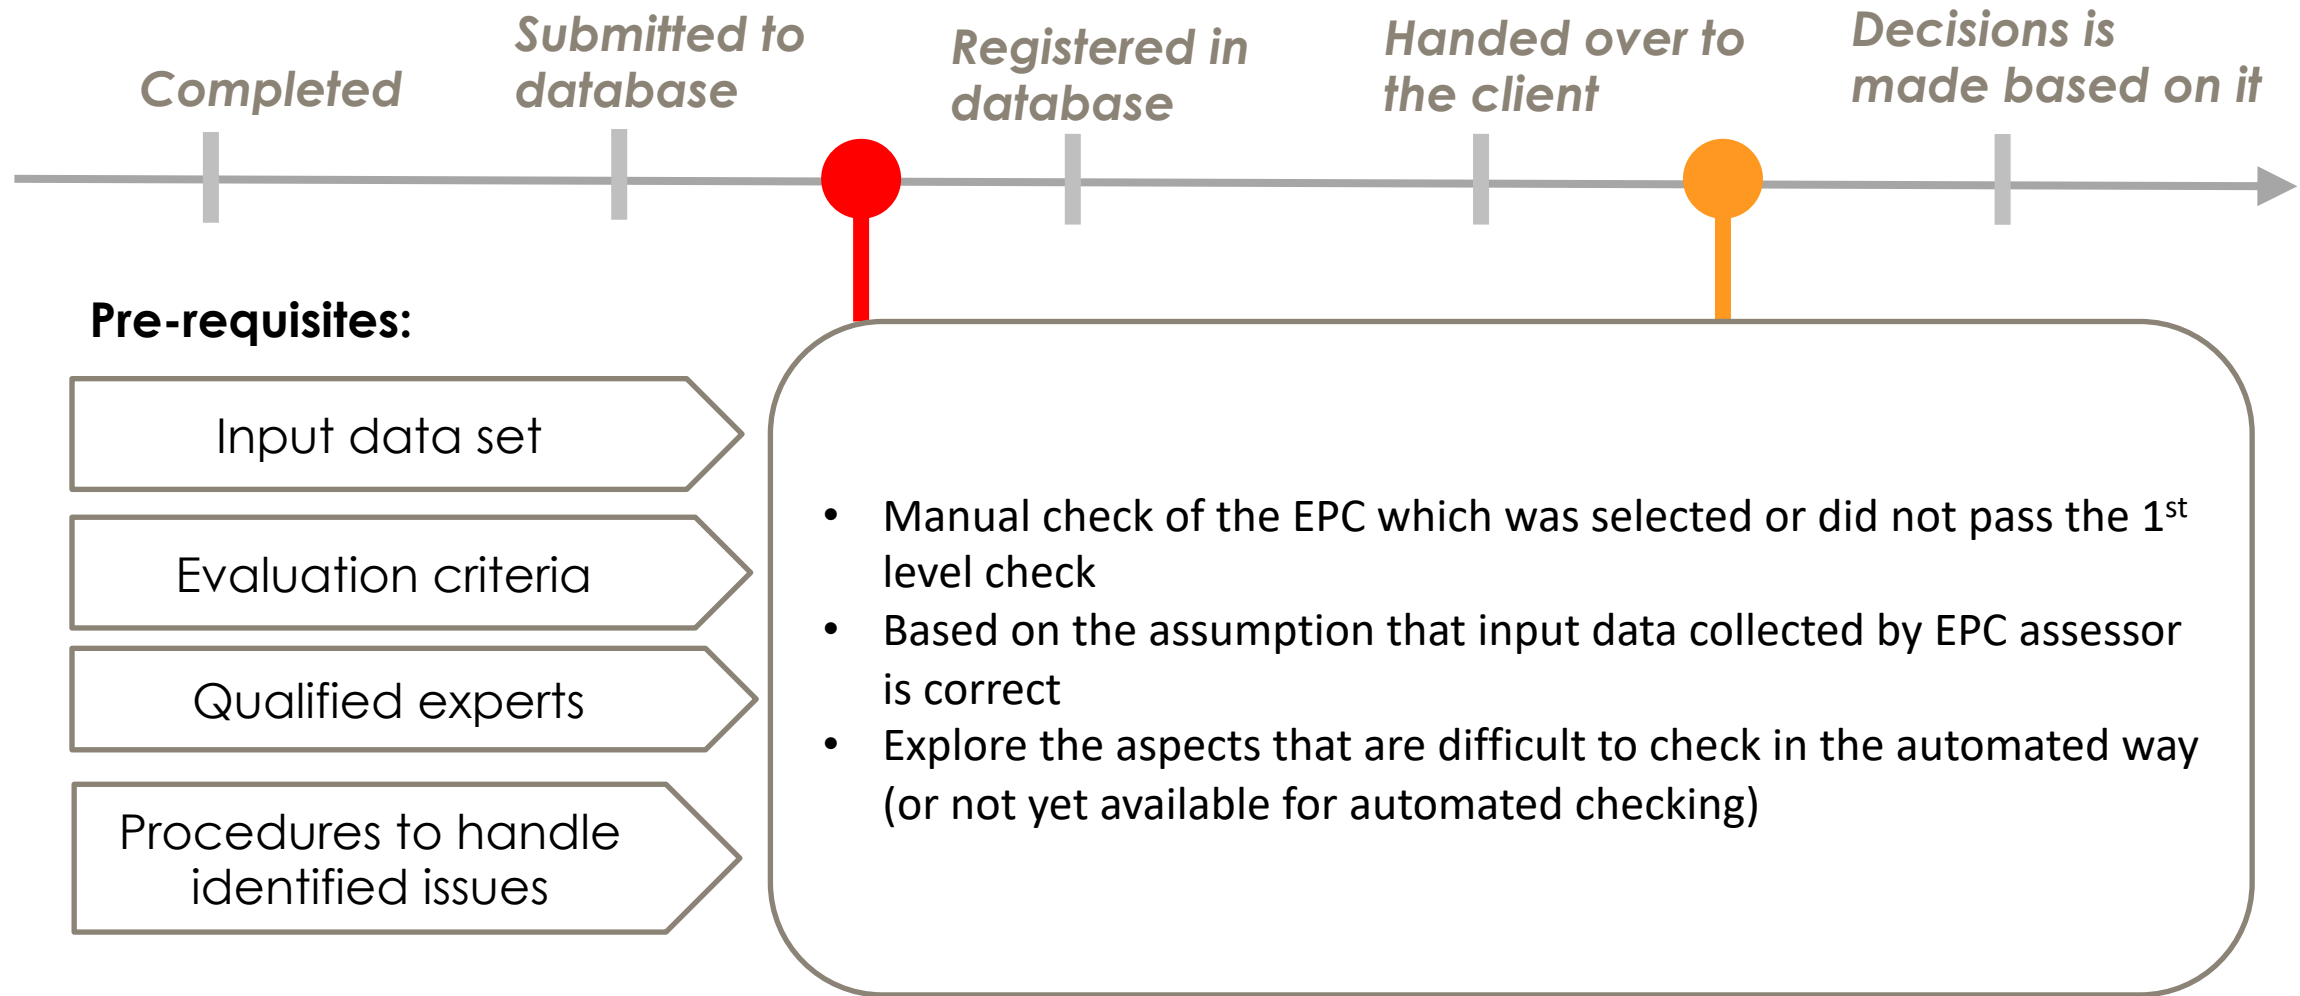 Completed
Submitted to
database
Registered in
database
Handed over to
the client
Decisions is
made based on it
Pre-requisites:
Input data set
Evaluation criteria
Qualified experts
Procedures to handle
identified issues
• Manual check of the EPC which was selected or did not pass the 1st
level check
• Based on the assumption that input data collected by EPC assessor
is correct
• Explore the aspects that are difficult to check in the automated way
(or not yet available for automated checking)